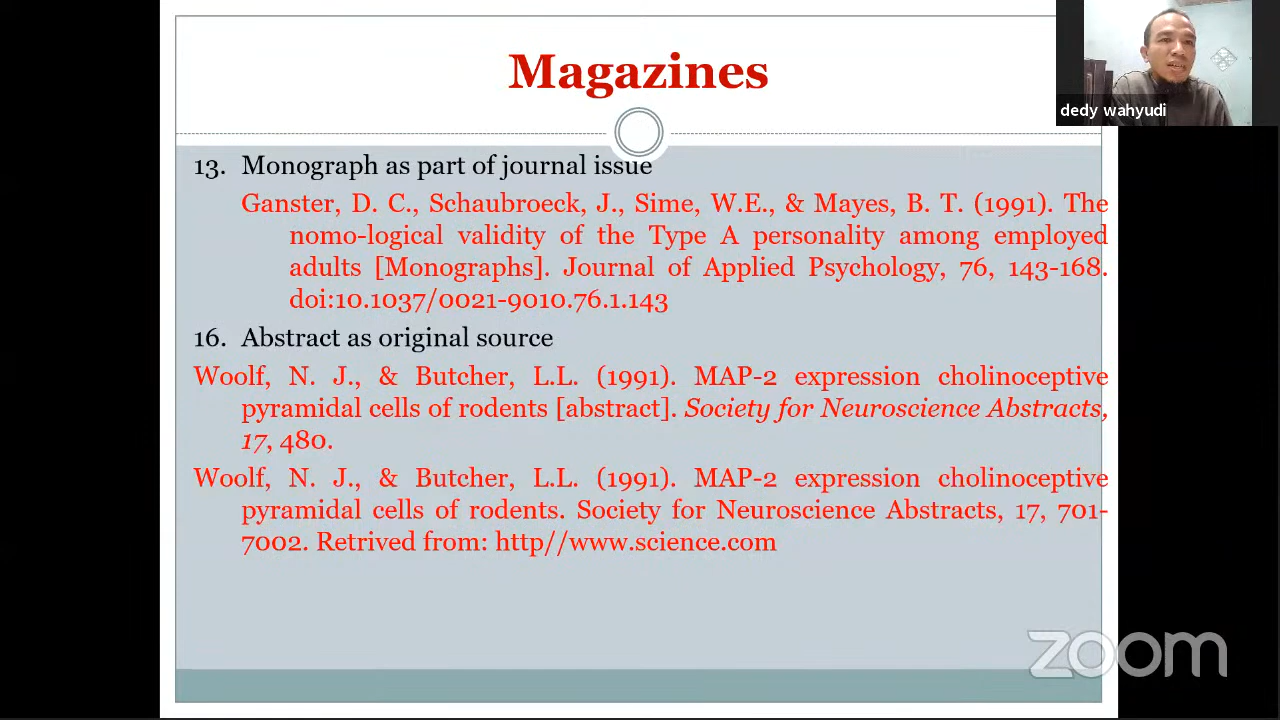 Magazines
dedy wahyudi
13. Monograph as part of journal issue
Ganster, D. C., Schaubroeck, J., Sime, W.E., & Mayes, B. T. (1991). The
nomo-logical validity of the Type A personality among employed
adults [Monographs]. Journal of Applied Psychology, 76, 143-168.
doi:10.1037/0021-9010.76.1.143
16. Abstract as original source
Woolf, N. J., & Butcher, L.L. (1991). MAP-2 expression cholinoceptive
pyramidal cells of rodents [abstract]. Society for Neuroscience Abstracts,
17, 480.
Woolf, N. J., & Butcher, L.L. (1991). MAP-2 expression cholinoceptive
pyramidal cells of rodents. Society for Neuroscience Abstracts, 17, 701-
7002. Retrived from: http//www.science.com
zoom